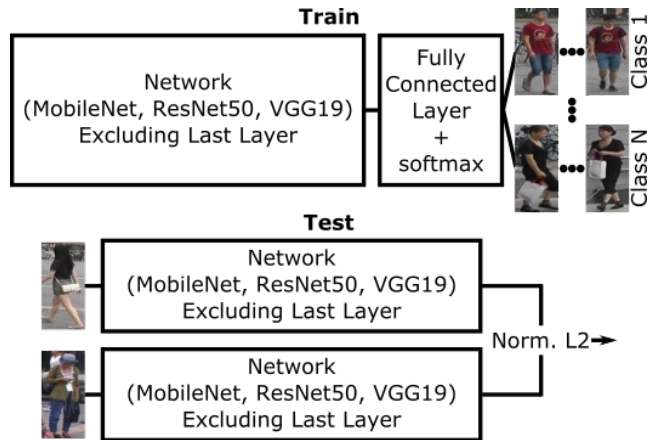 Train
Network
(MobileNet, ResNet50, VGG19)
Excluding Last Layer
Fully
Connected
Layer
+
softmax
Class 1
Class N
Test
Network
(MobileNet, ResNet50, VGG19)
Excluding Last Layer
Norm. L2
Network
(MobileNet, ResNet50, VGG19)
Excluding Last Layer